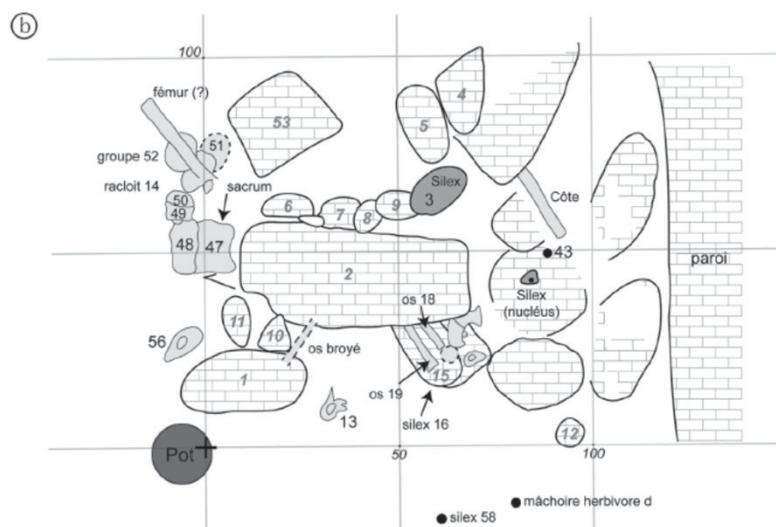 b
100
fémur (?)
4
53
5
51
groupe 52
Silex
3
racloir 14
sacrum
50
49
6
7
8
9
Côte
48
47
43
2
paroi
Silex
(nucléus)
os 18
11
10
56
os broyé
1
15
os 19
silex 16
13
12
Pot
50
100
mâchoire herbivore d
silex 58